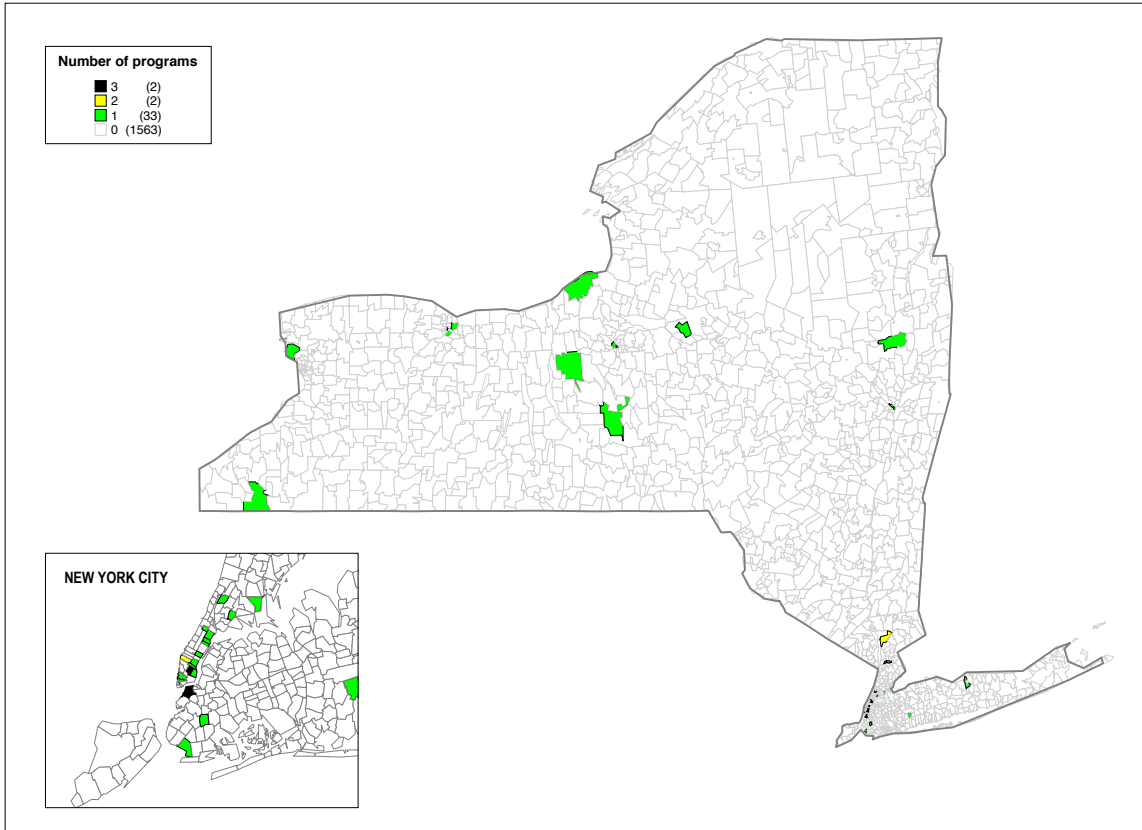 Number of programs
3 (2)
2 (2)
1 (33)
0 (1563)
NEW YORK CITY